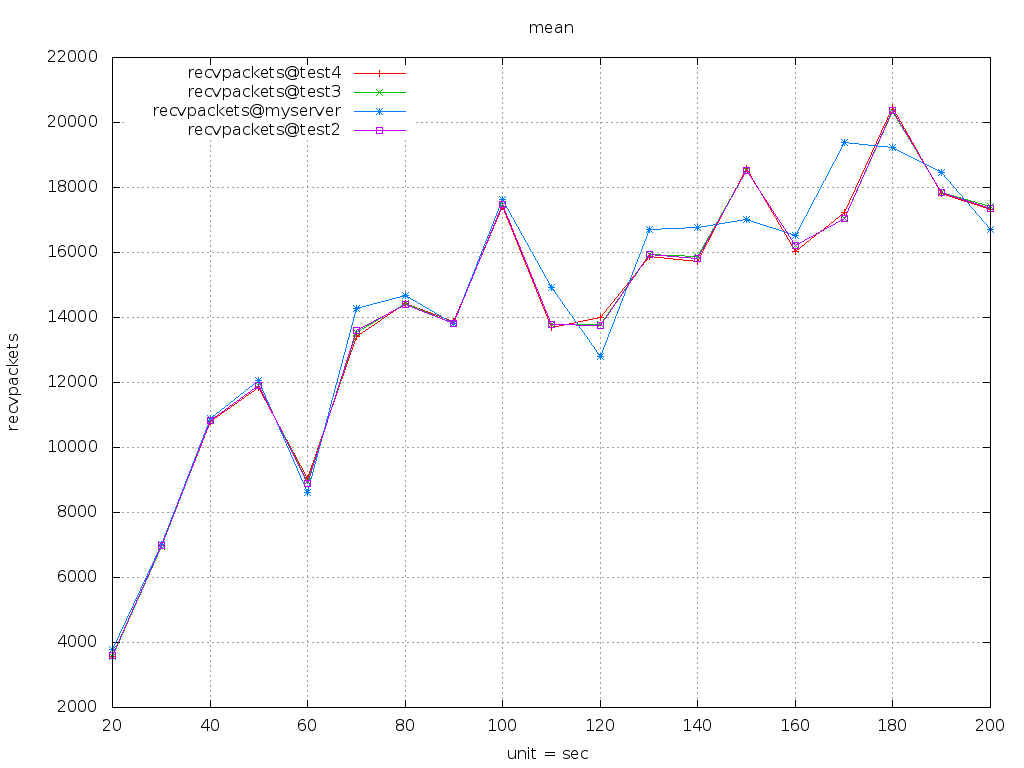 mean
22000
20000
18000
16000
14000
12000
10000
8000
6000
4000
2000
recvpackets
recvpackets@test4
recvpackets@test3
recvpackets@myserver
recvpackets@test2
20 40 60 80 100 120 140 160 180 200
unit = sec